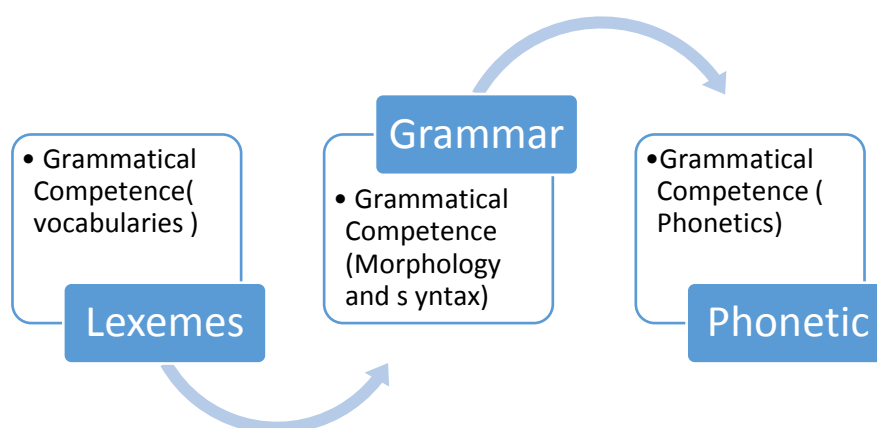 • Grammatical
Competence(
vocabularies )
Lexemes
Grammar
• Grammatical
Competence
(Morphology
and s yntax)
•Grammatical
Competence (
Phonetics)
Phonetic